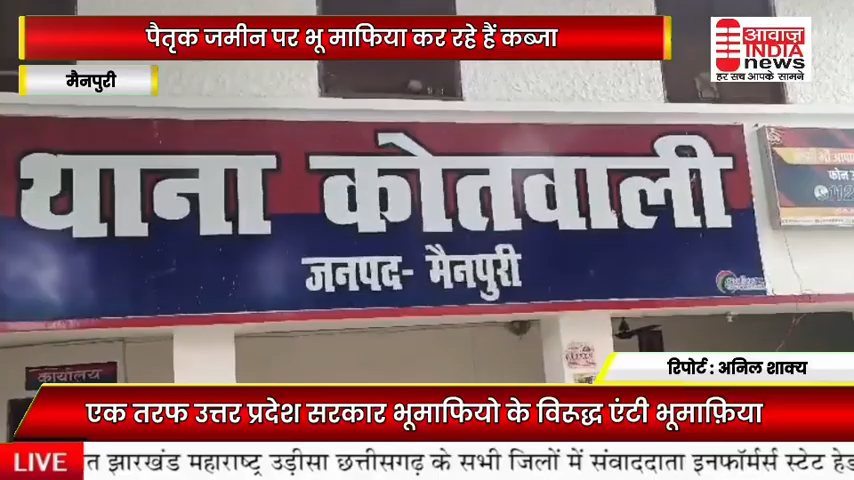 पैतृक जमीन पर भू माफिया कर रहे हैं कब्जा
आवाज़
INDIA
news
हर सच आपके सामने
मैनपुरी
थाना कोतवाली
जनपद- मैनपुरी
फोन
112
कार्यालय
रिपोर्ट : अनिल शाक्य
एक तरफ उत्तर प्रदेश सरकार भूमाफियो के विरूद्ध एंटी भूमाफ़िया
LIVE
त झारखंड महाराष्ट्र उड़ीसा छत्तीसगढ़ के सभी जिलों में संवाददाता इनफॉर्मर्स स्टेट हेड